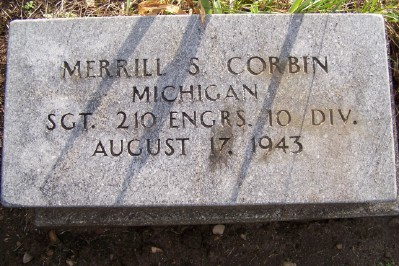 MERRILL S CORBIN
MICHIGAN
SGT. 210 ENGRS. 10 DIV.
AUGUST 17, 1943